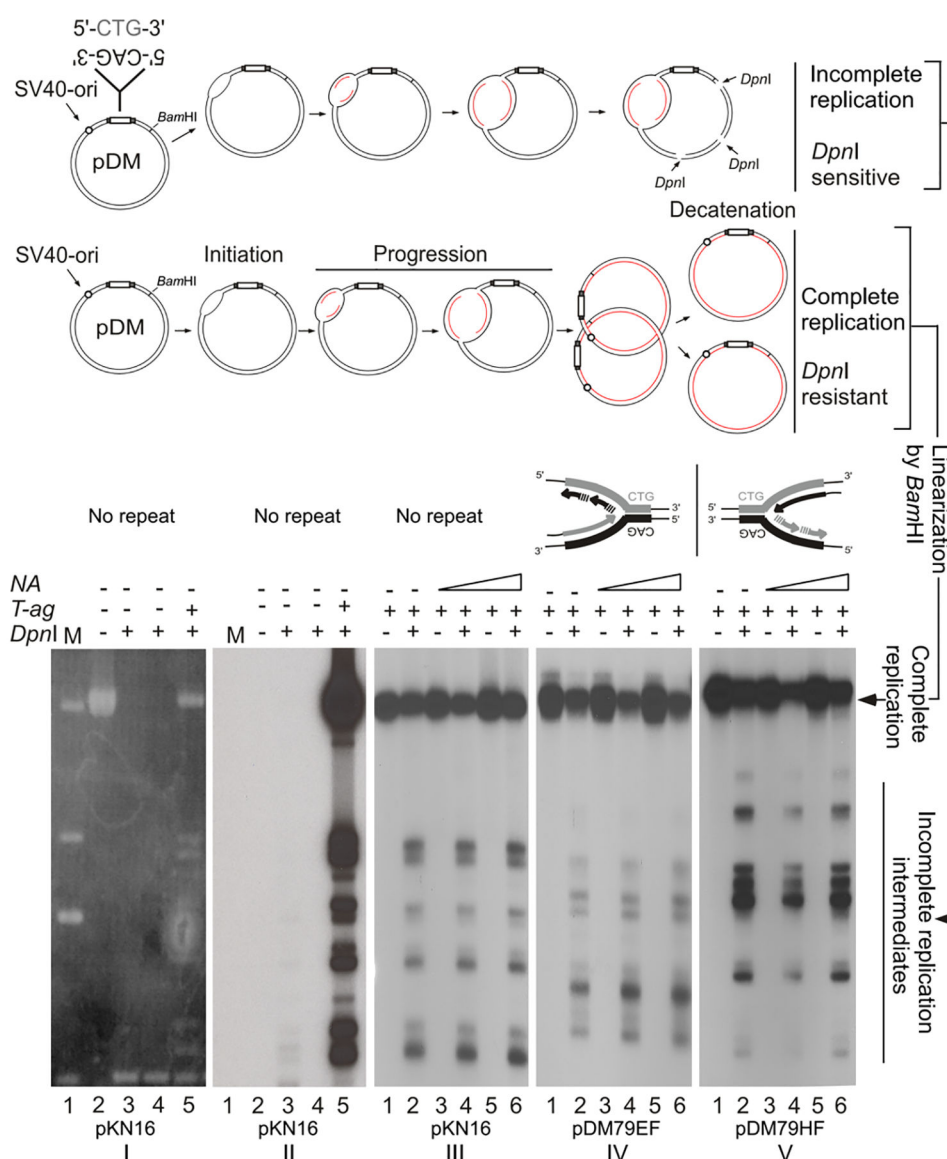 5'-CTG-3'
5'-CAG-3'
SV40-ori
BamHI
pDM
DpnI
DpnI
DpnI
Incomplete
replication
DpnI
sensitive
Decatenation
SV40-ori
BamHI
pDM
Initiation
Progression
Complete
replication
DpnI
resistant
Linearization
by BamHI
No repeat
No repeat
No repeat
5'
CTG
3'
5'
CAG
3'
3'
CTG
5'
3'
CAG
5'
NA - - - - - - - - - - - -
T-ag - - - + - - - + + + + + + + + + + + + + + + + +
DpnI M - + + + M - + + + - + - + - + - + - + - + - + - + - +
Complete
replication
Incomplete replication
intermediates
1 2 3 4 5 1 2 3 4 5 1 2 3 4 5 6 1 2 3 4 5 6 1 2 3 4 5 6
pKN16 pKN16 pKN16 pDM79EF pDM79HF
I II III IV V